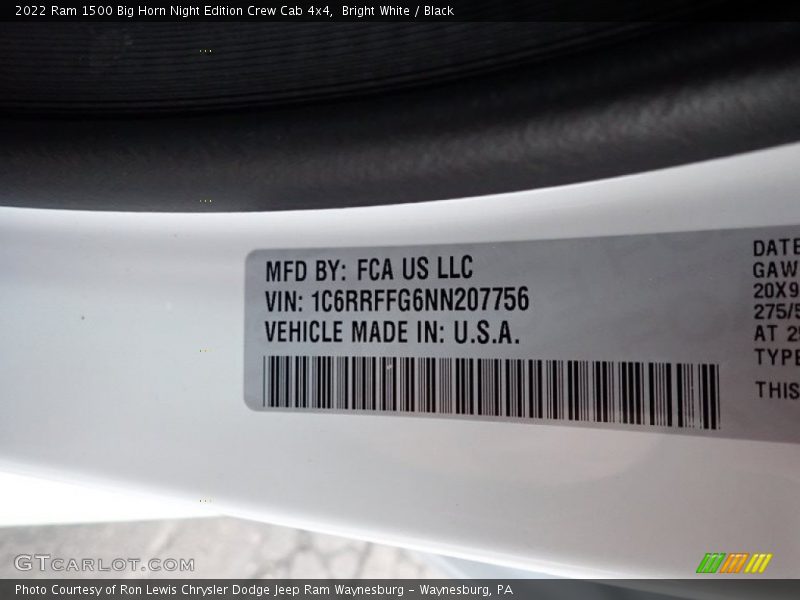 2022 Ram 1500 Big Horn Night Edition Crew Cab 4x4, Bright White / Black
MFD BY: FCA US LLC
VIN: 1C6RRFFG6NN207756
VEHICLE MADE IN: U.S.A.
DATE
GAW
20X9
275/5
AT 25
TYPE
THIS
GTCARLOT.COM
Photo Courtesy of Ron Lewis Chrysler Dodge Jeep Ram Waynesburg – Waynesburg, PA